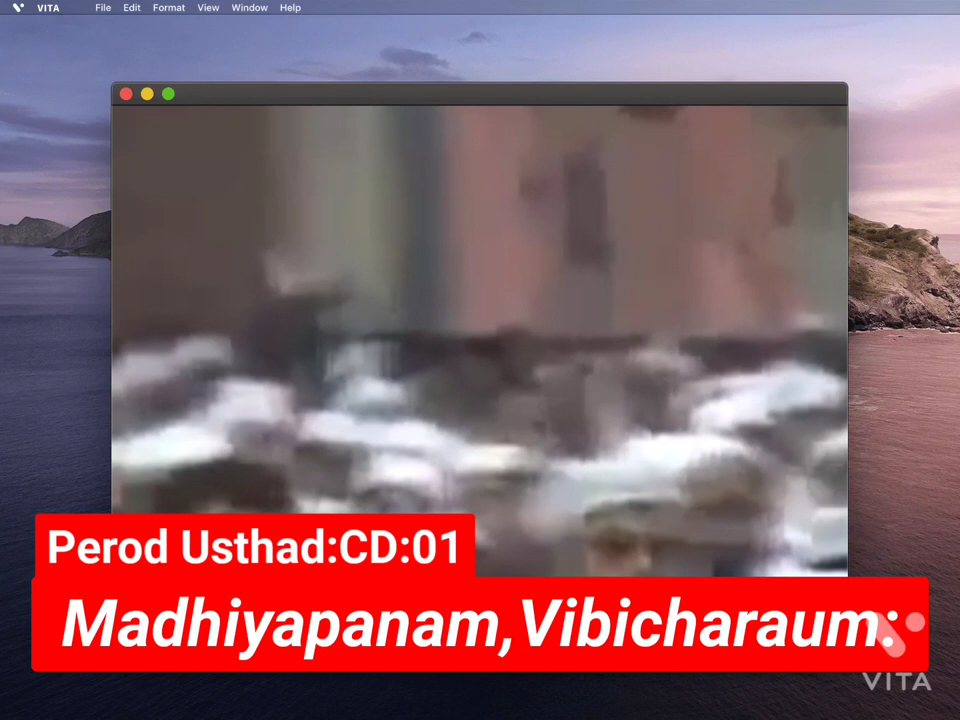 VITA File Edit Format View Window Help
Perod Usthad:CD:01
Madhiyapanam,Vibicharaum:
VITA